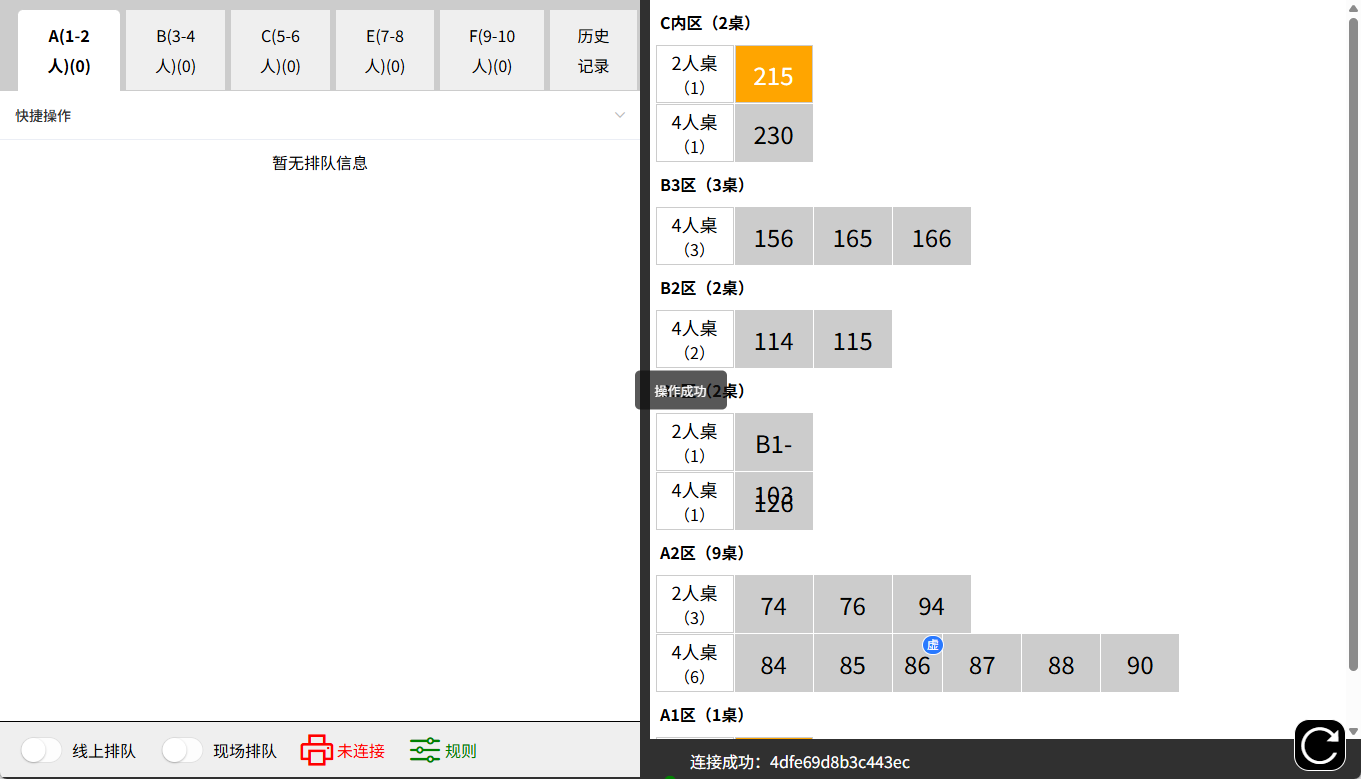 A(1-2
人)(0)
B(3-4
人)(0)
C(5-6
人)(0)
E(7-8
人)(0)
F(9-10
人)(0)
历史
记录
快捷操作
暂无排队信息
线上排队
现场排队
未连接
规则
C内区（2桌）
2人桌
（1）
215
4人桌
（1）
230
B3区（3桌）
4人桌
（3）
156
165
166
B2区（2桌）
4人桌
（2）
114
115
操作成功
2桌）
2人桌
（1）
B1-
103
4人桌
（1）
126
A2区（9桌）
2人桌
（3）
74
76
94
4人桌
（6）
84
85
86
虚
87
88
90
A1区（1桌）
连接成功：4dfe69d8b3c443ec